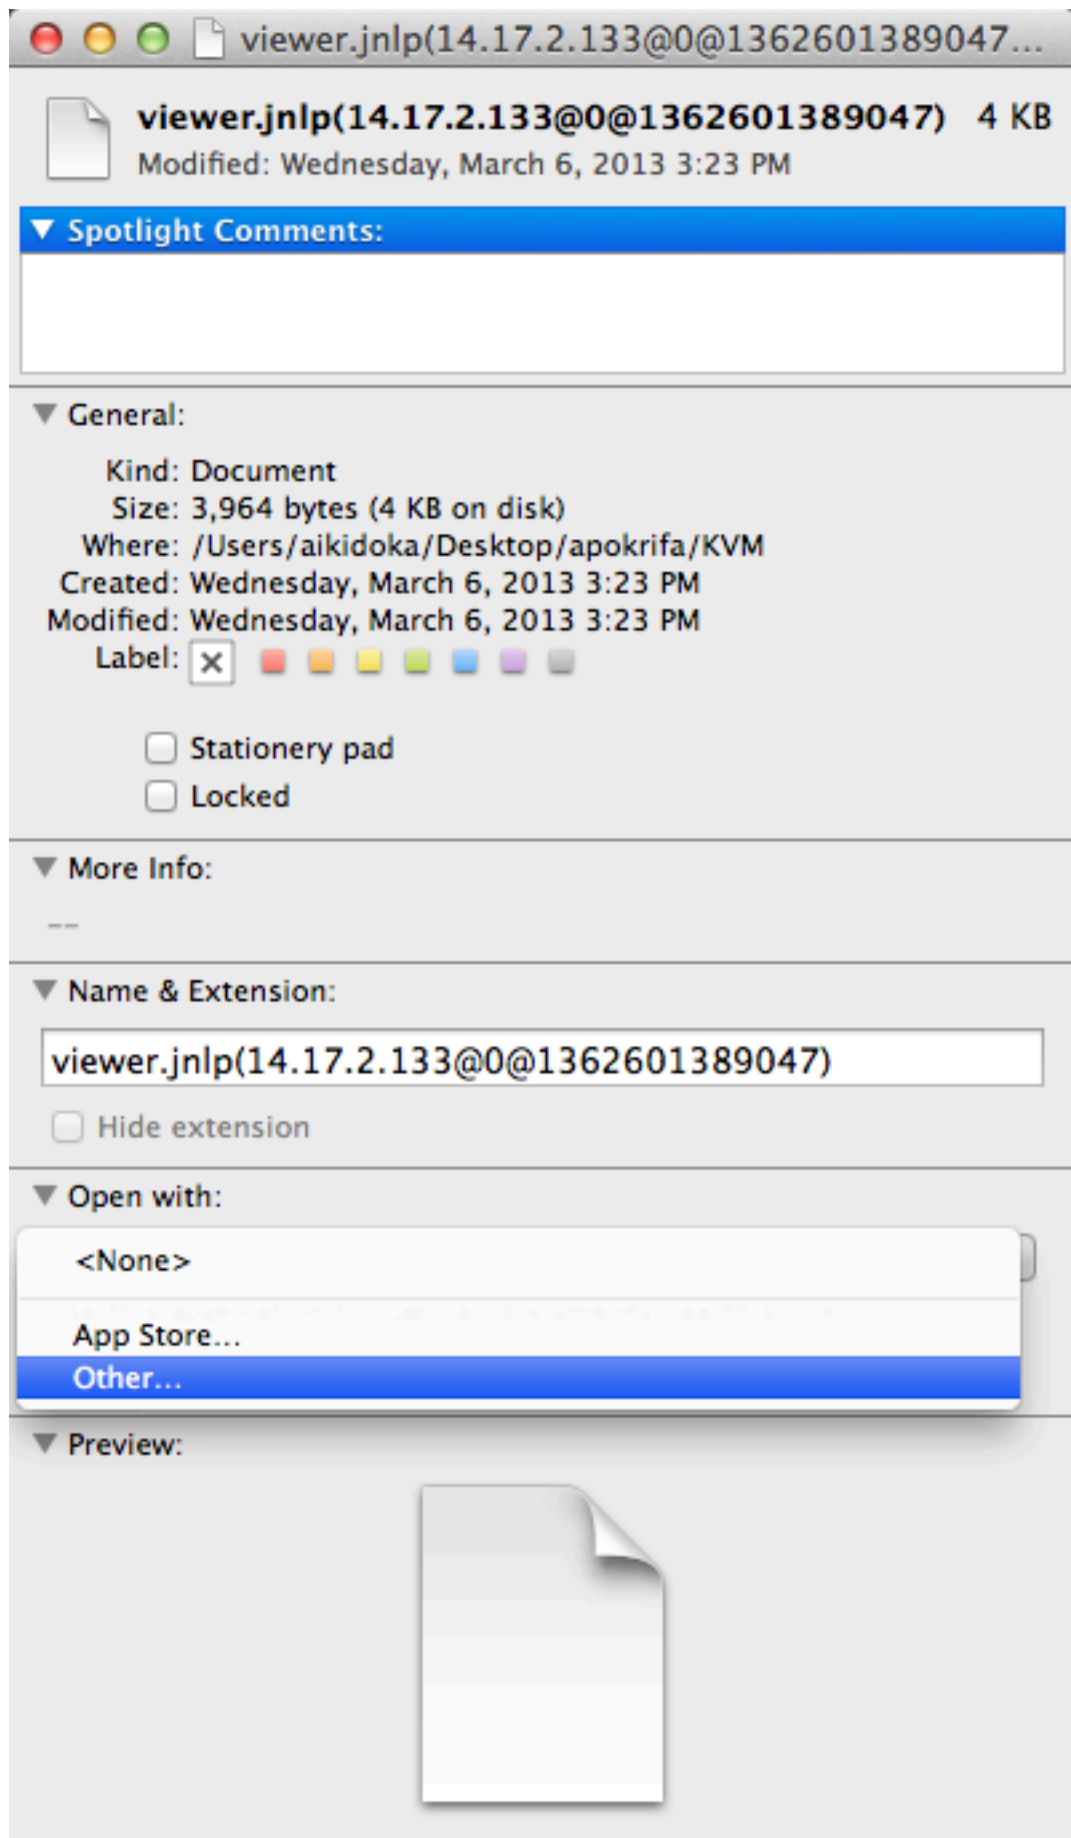 viewer.jnlp(14.17.2.133@0@1362601389047...
viewer.jnlp(14.17.2.133@0@1362601389047) 4 KB
Modified: Wednesday, March 6, 2013 3:23 PM
Spotlight Comments:
General:
Kind: Document
Size: 3,964 bytes (4 KB on disk)
Where: /Users/aikidoka/Desktop/apokrifa/KVM
Created: Wednesday, March 6, 2013 3:23 PM
Modified: Wednesday, March 6, 2013 3:23 PM
Label:
Stationery pad
Locked
More Info:
--
Name & Extension:
viewer.jnlp(14.17.2.133@0@1362601389047)
Hide extension
Open with:
<None>
App Store...
Other...
Preview: